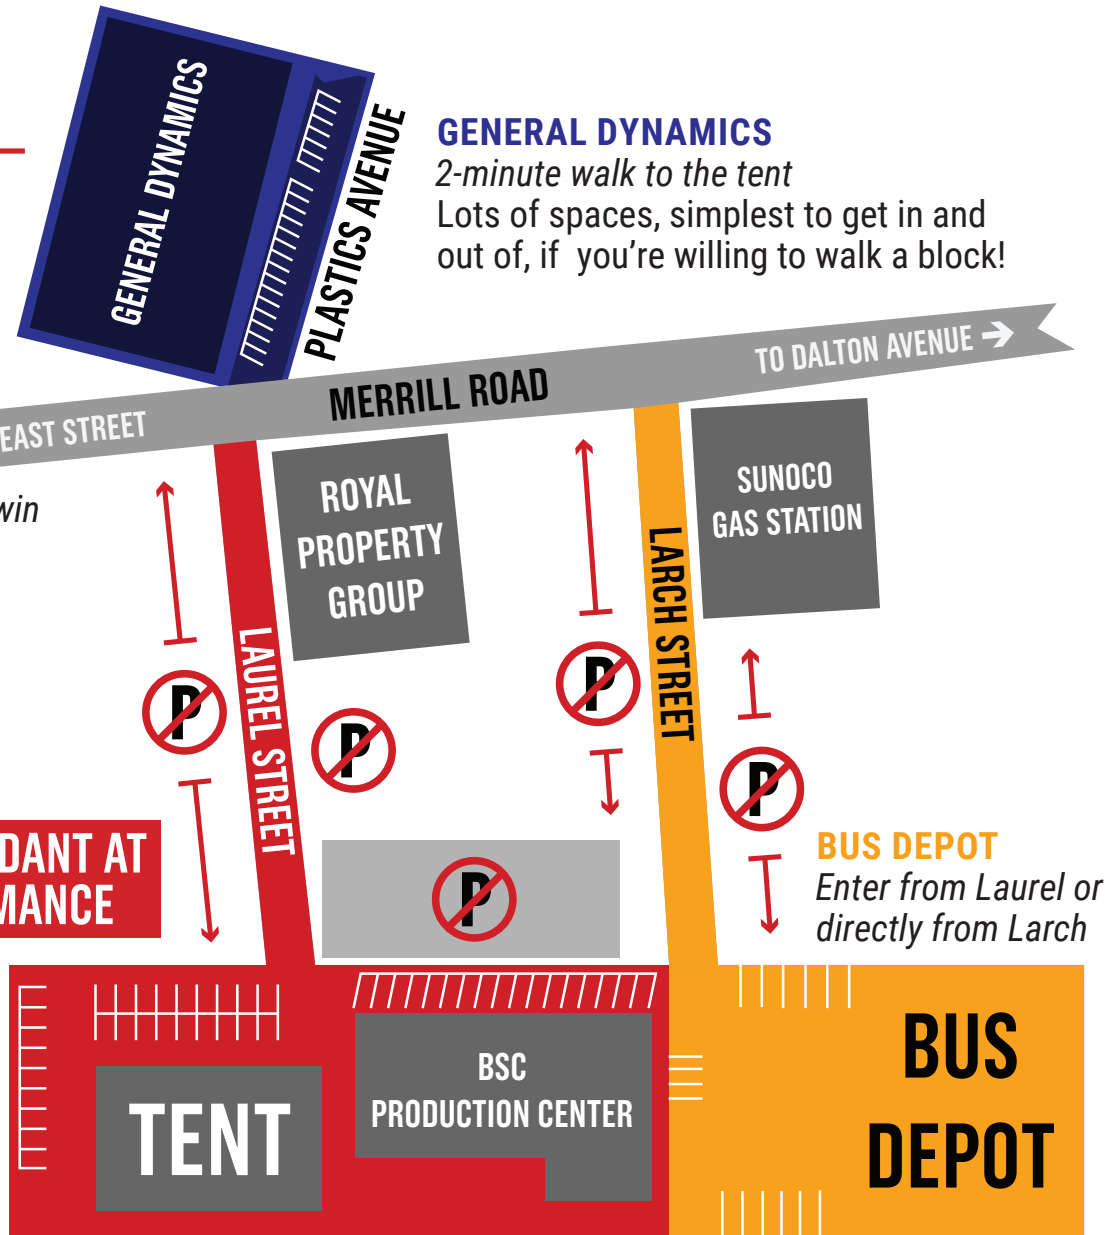 GENERAL DYNAMICS
PLASTICS AVENUE
GENERAL DYNAMICS
2-minute walk to the tent
Lots of spaces, simplest to get in and
out of, if  you're willing to walk a block!
EAST STREET
MERRILL ROAD
TO DALTON AVENUE
win
ROYAL
PROPERTY
GROUP
SUNOCO
GAS STATION
LAUREL STREET
LARCH STREET
P
P
P
P
P
DANT AT
MANCE
BUS DEPOT
Enter from Laurel or
directly from Larch
TENT
BSC
PRODUCTION CENTER
BUS
DEPOT